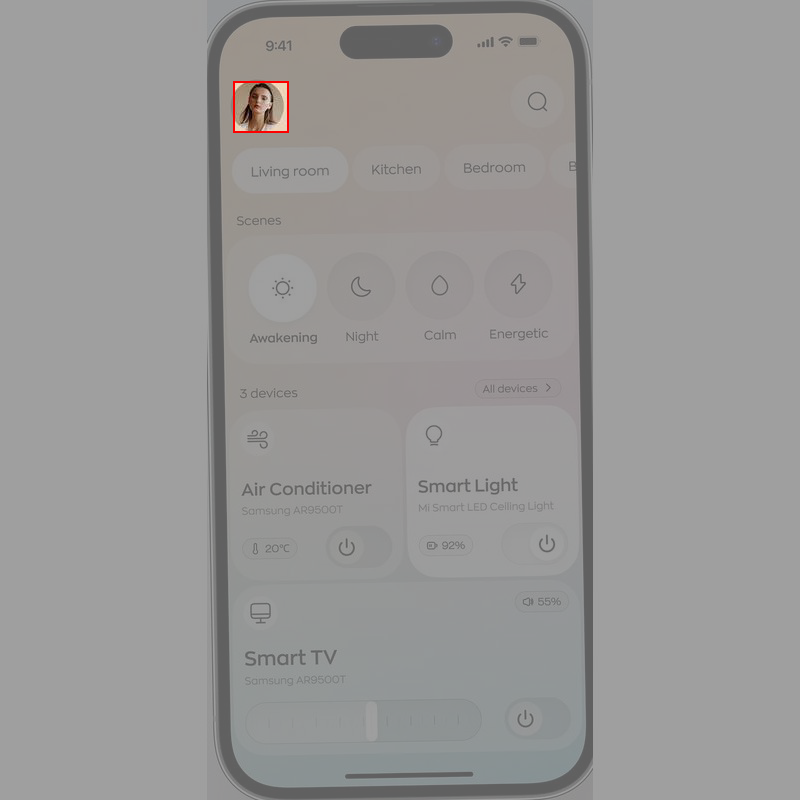 9:41
Living room Kitchen Bedroom B
Scenes
Awakening Night Calm Energetic
3 devices All devices
Air Conditioner
Samsung AR9500T
20°C
Smart Light
Mi Smart LED Ceiling Light
92%
55%
Smart TV
Samsung AR9500T